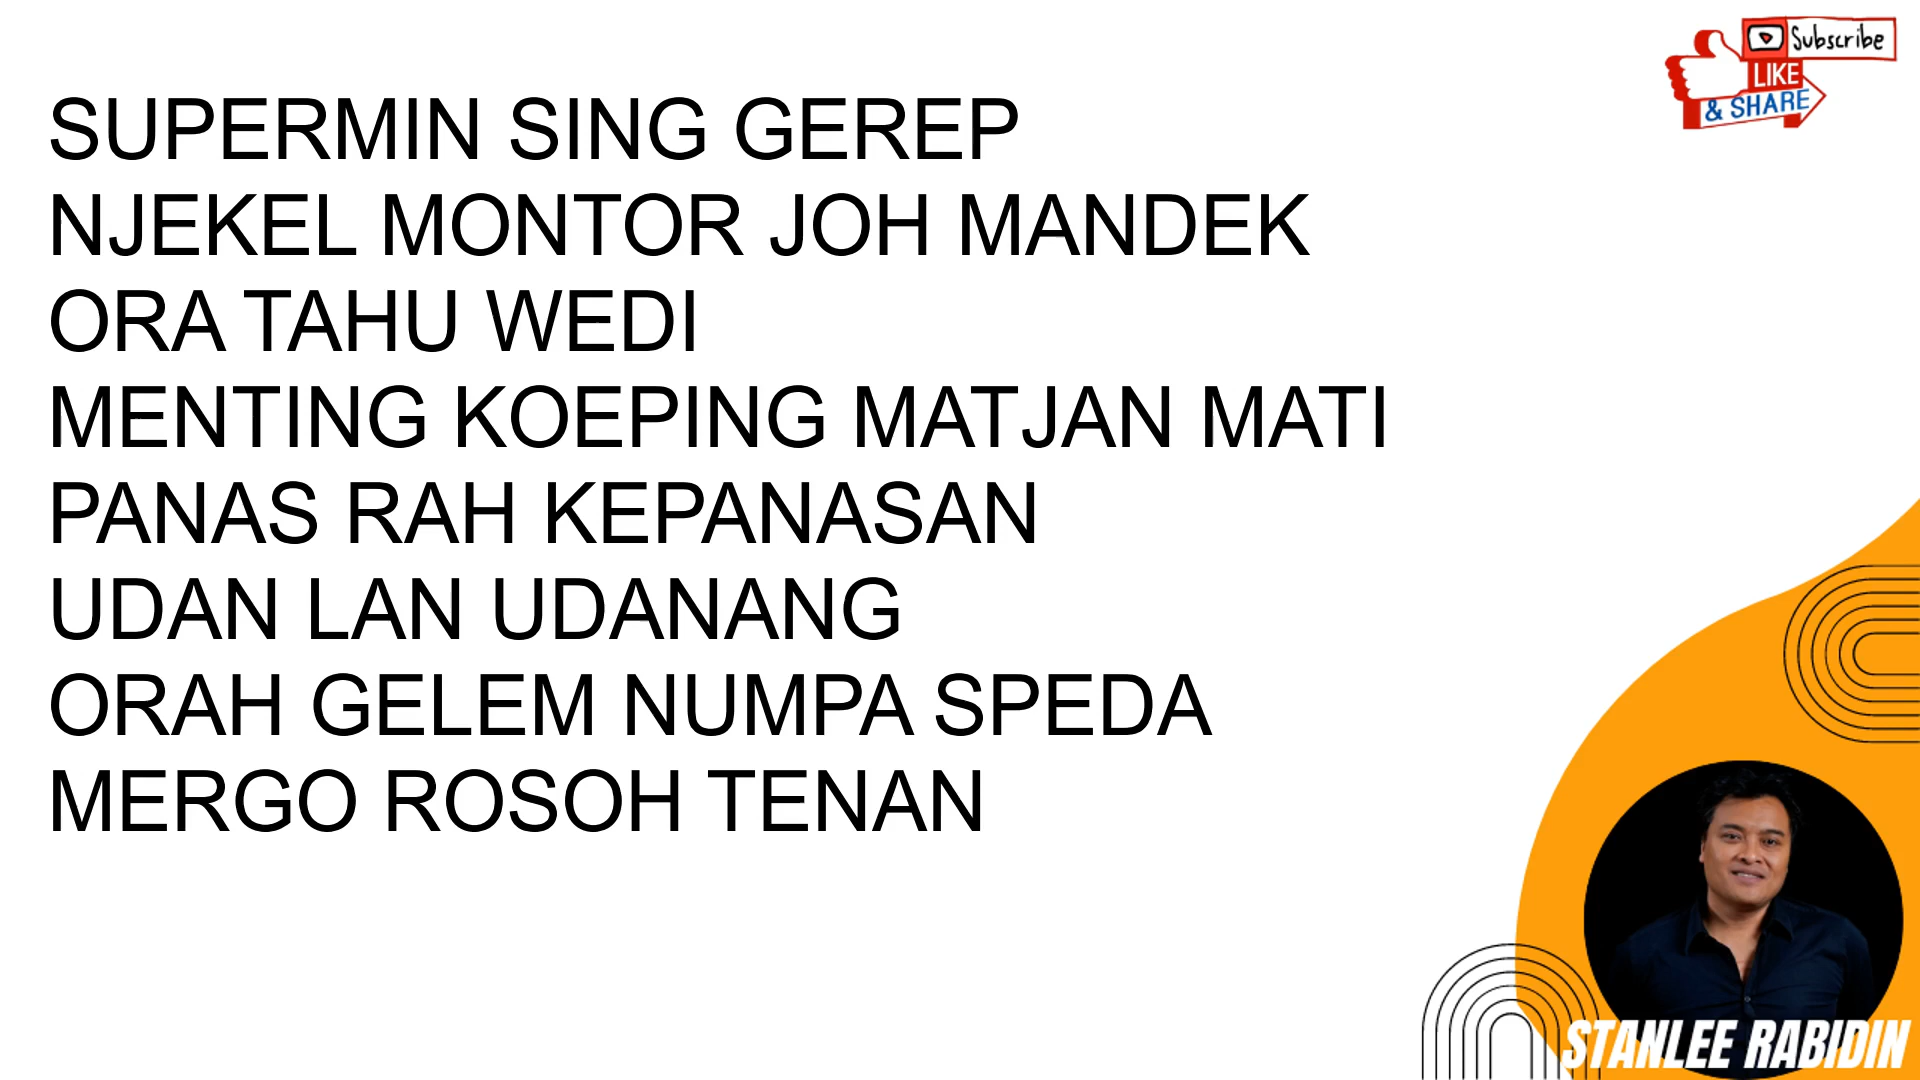 Subscribe
LIKE
& SHARE
SUPERMIN SING GEREP
NJEKEL MONTOR JOH MANDEK
ORA TAHU WEDI
MENTING KOEPING MATJAN MATI
PANAS RAH KEPANASAN
UDAN LAN UDANANG
ORAH GELEM NUMPA SPEDA
MERGO ROSOH TENAN
STANLEE RABIDIN